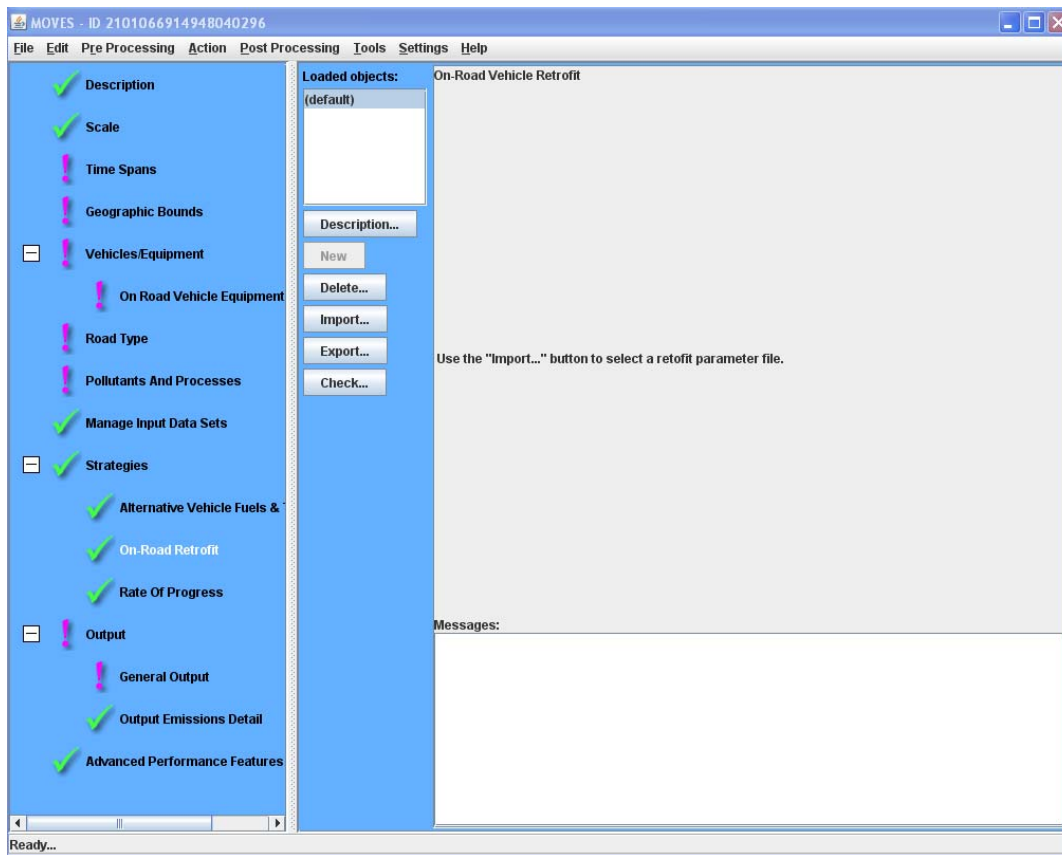 MOVES - ID 2101066914948040296
File Edit Pre Processing Action Post Processing Tools Settings Help
Description
Scale
Time Spans
Geographic Bounds
Vehicles/Equipment
On Road Vehicle Equipment
Road Type
Pollutants And Processes
Manage Input Data Sets
Strategies
Alternative Vehicle Fuels &
On-Road Retrofit
Rate Of Progress
Output
General Output
Output Emissions Detail
Advanced Performance Features
Loaded objects:
(default)
Description...
New
Delete...
Import...
Export...
Check...
On-Road Vehicle Retrofit
Use the "Import..." button to select a retofit parameter file.
Messages:
Ready...